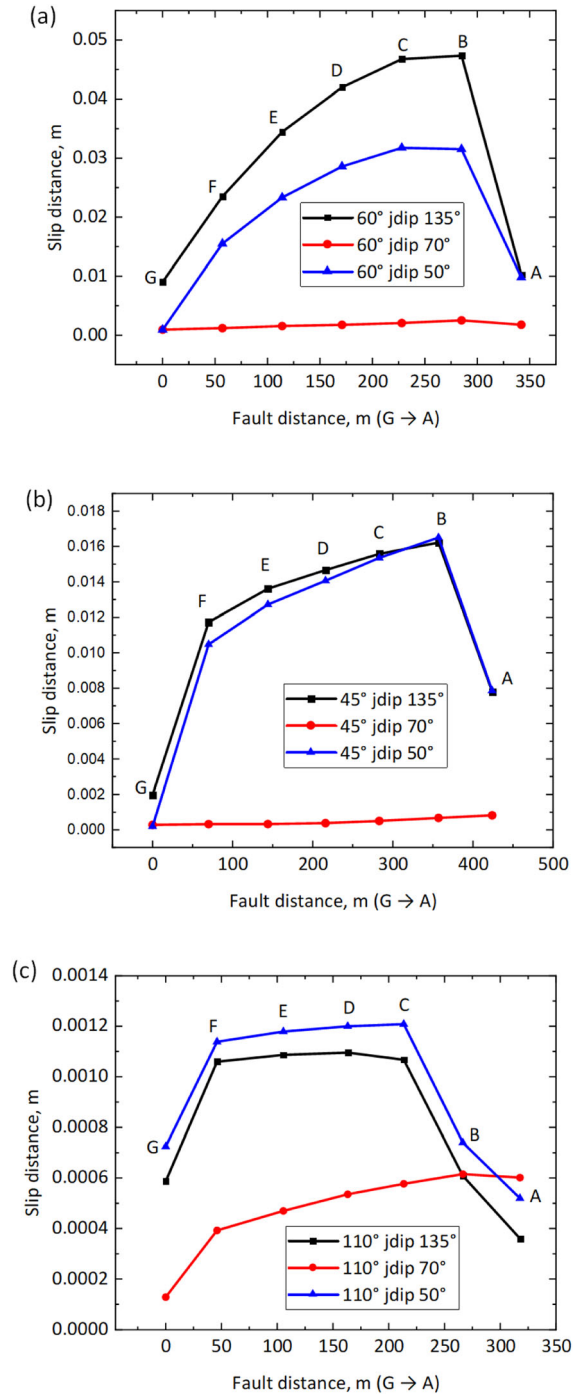 (a)
0.05
0.04
0.03
0.02
0.01
0.00
Slip distance, m
G
F
E
D
C
B
A
60° jdip 135°
60° jdip 70°
60° jdip 50°
0 50 100 150 200 250 300 350
Fault distance, m (G → A)
(b)
0.018
0.016
0.014
0.012
0.010
0.008
0.006
0.004
0.002
0.000
Slip distance, m
G
F
E
D
C
B
A
45° jdip 135°
45° jdip 70°
45° jdip 50°
0 100 200 300 400 500
Fault distance, m (G → A)
(c)
0.0014
0.0012
0.0010
0.0008
0.0006
0.0004
0.0002
0.0000
Slip distance, m
G
F
E
D
C
B
A
110° jdip 135°
110° jdip 70°
110° jdip 50°
0 50 100 150 200 250 300 350
Fault distance, m (G → A)